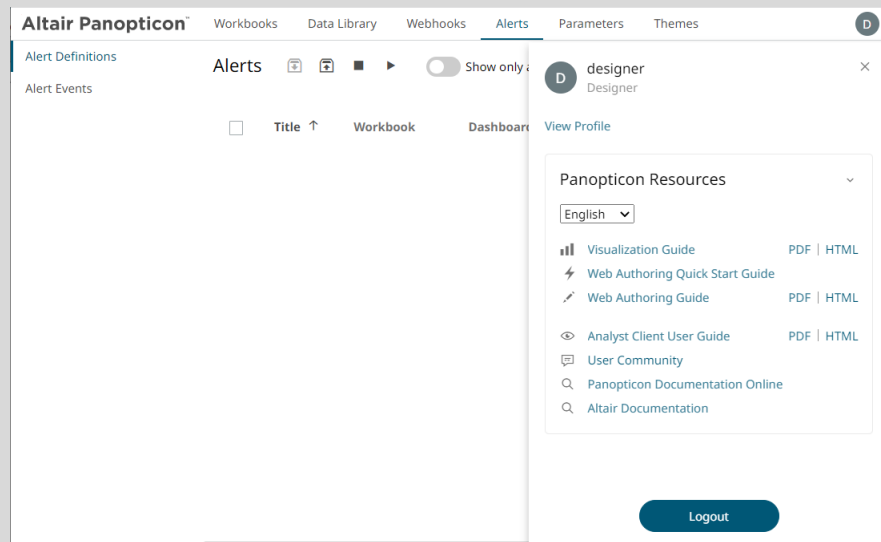 Altair Panopticon™ Workbooks Data Library Webhooks Alerts Parameters Themes D
Alert Definitions
Alert Events
Alerts
Show only
Title ↑ Workbook Dashboard
D
designer
Designer
×
View Profile
Panopticon Resources
English
Visualization Guide PDF | HTML
Web Authoring Quick Start Guide
Web Authoring Guide PDF | HTML
Analyst Client User Guide PDF | HTML
User Community
Panopticon Documentation Online
Altair Documentation
Logout